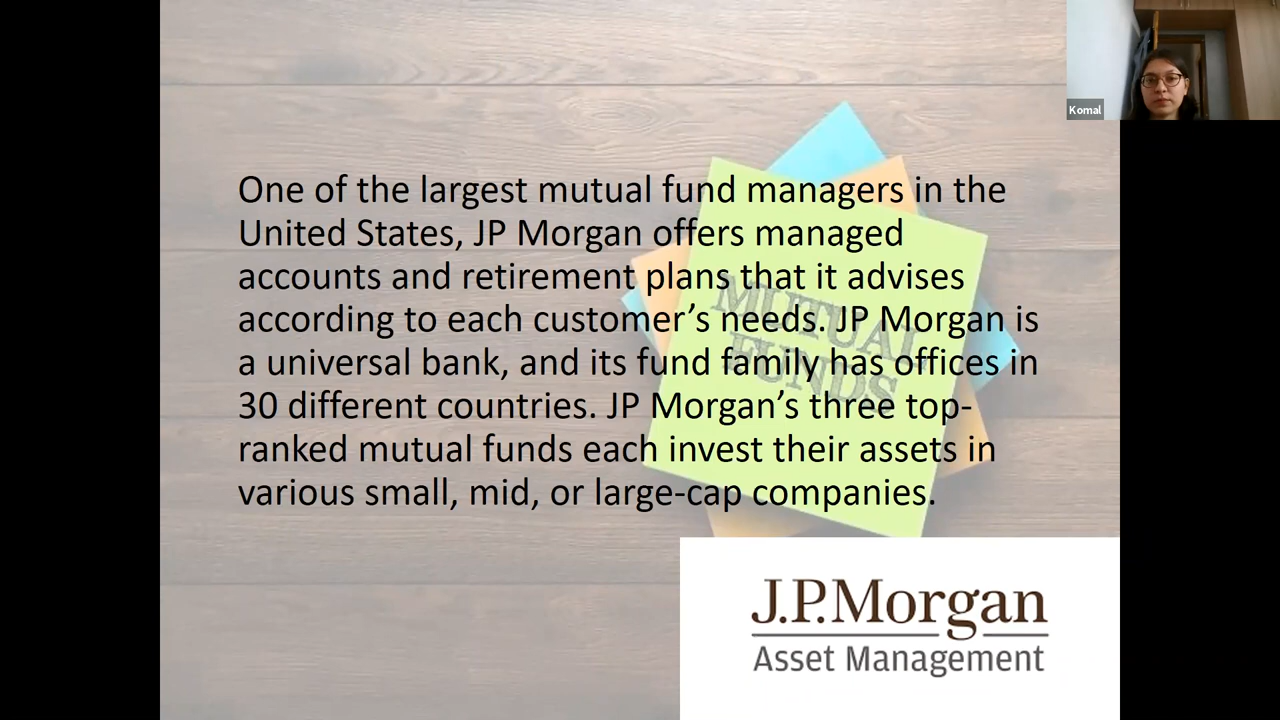 Komal
One of the largest mutual fund managers in the
United States, JP Morgan offers managed
accounts and retirement plans that it advises
according to each customer’s needs. JP Morgan is
a universal bank, and its fund family has offices in
30 different countries. JP Morgan’s three top-
ranked mutual funds each invest their assets in
various small, mid, or large-cap companies.
MUTUAL
FUNDS
J.P.Morgan
Asset Management